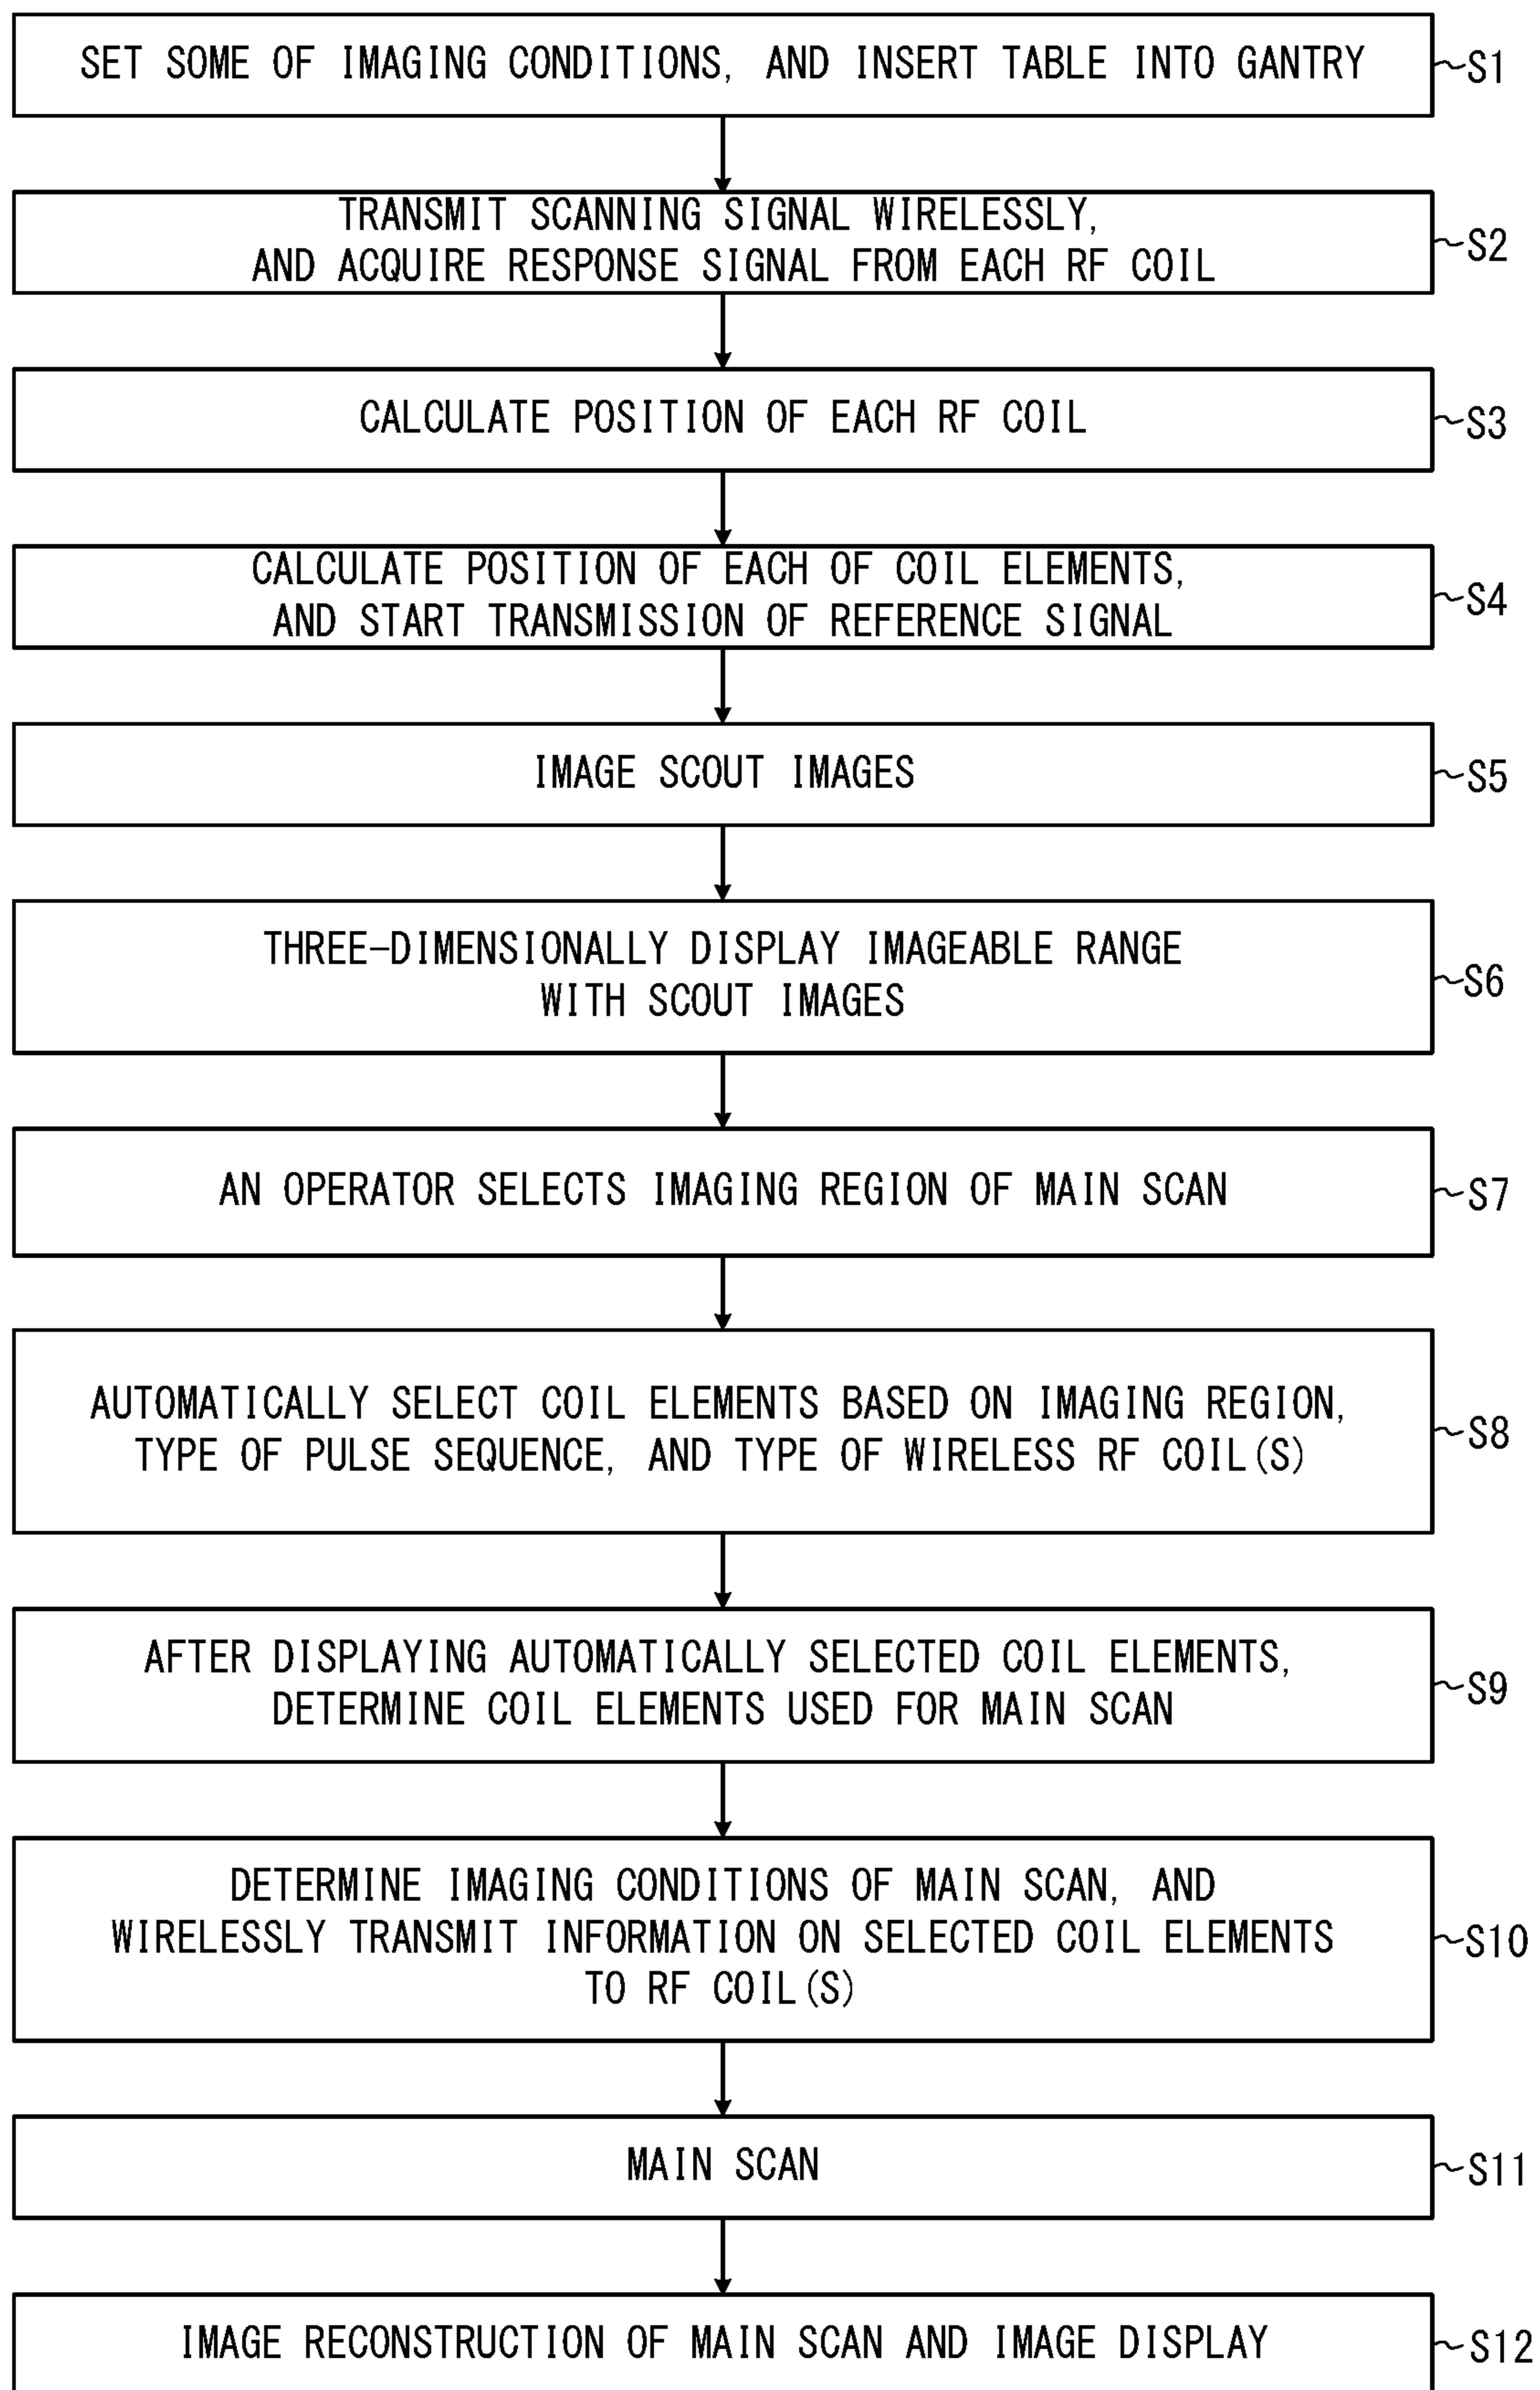 SET SOME OF IMAGING CONDITIONS, AND INSERT TABLE INTO GANTRY
S1
TRANSMIT SCANNING SIGNAL WIRELESSLY,
AND ACQUIRE RESPONSE SIGNAL FROM EACH RF COIL
S2
CALCULATE POSITION OF EACH RF COIL
S3
CALCULATE POSITION OF EACH OF COIL ELEMENTS,
AND START TRANSMISSION OF REFERENCE SIGNAL
S4
IMAGE SCOUT IMAGES
S5
THREE-DIMENSIONALLY DISPLAY IMAGEABLE RANGE
WITH SCOUT IMAGES
S6
AN OPERATOR SELECTS IMAGING REGION OF MAIN SCAN
S7
AUTOMATICALLY SELECT COIL ELEMENTS BASED ON IMAGING REGION,
TYPE OF PULSE SEQUENCE, AND TYPE OF WIRELESS RF COIL(S)
S8
AFTER DISPLAYING AUTOMATICALLY SELECTED COIL ELEMENTS,
DETERMINE COIL ELEMENTS USED FOR MAIN SCAN
S9
DETERMINE IMAGING CONDITIONS OF MAIN SCAN, AND
WIRELESSLY TRANSMIT INFORMATION ON SELECTED COIL ELEMENTS
TO RF COIL(S)
S10
MAIN SCAN
S11
IMAGE RECONSTRUCTION OF MAIN SCAN AND IMAGE DISPLAY
S12